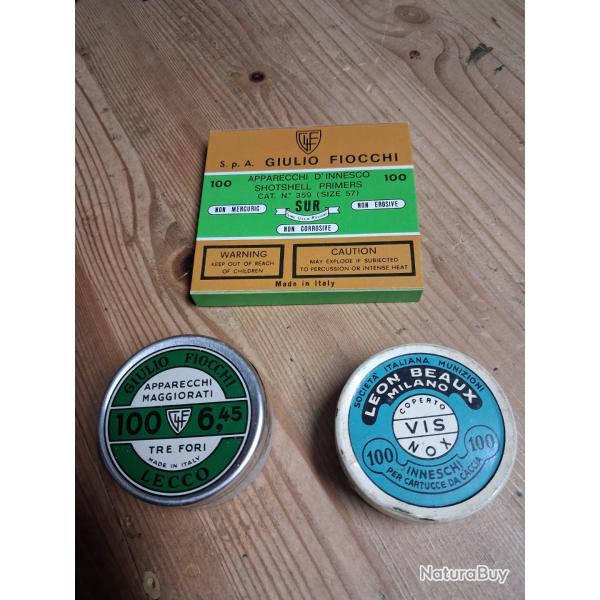 GF
S.p.A. GIULIO FIOCCHI
100 APPARECCHI D'INNESCO 100
SHOTSHELL PRIMERS
CAT. N.° 359 (SIZE 57)
NON MERCURIC SUR NON EROSIVE
NON CORROSIVE
WARNING
KEEP OUT OF REACH
OF CHILDREN
CAUTION
MAY EXPLODE IF SUBJECTED
TO PERCUSSION OR INTENSE HEAT
Made in Italy
GIULIO FIOCCHI
APPARECCHI
MAGGIORATI
100 GF 6,45
TRE FORI
MADE IN ITALY
LECCO
SOCIETÀ ITALIANA MUNIZIONI
LEON BEAUX
MILANO
COPERTO
VIS
NOX
100 100
INNESCHI
PER CARTUCCE DA CACCIA
NaturaBuy